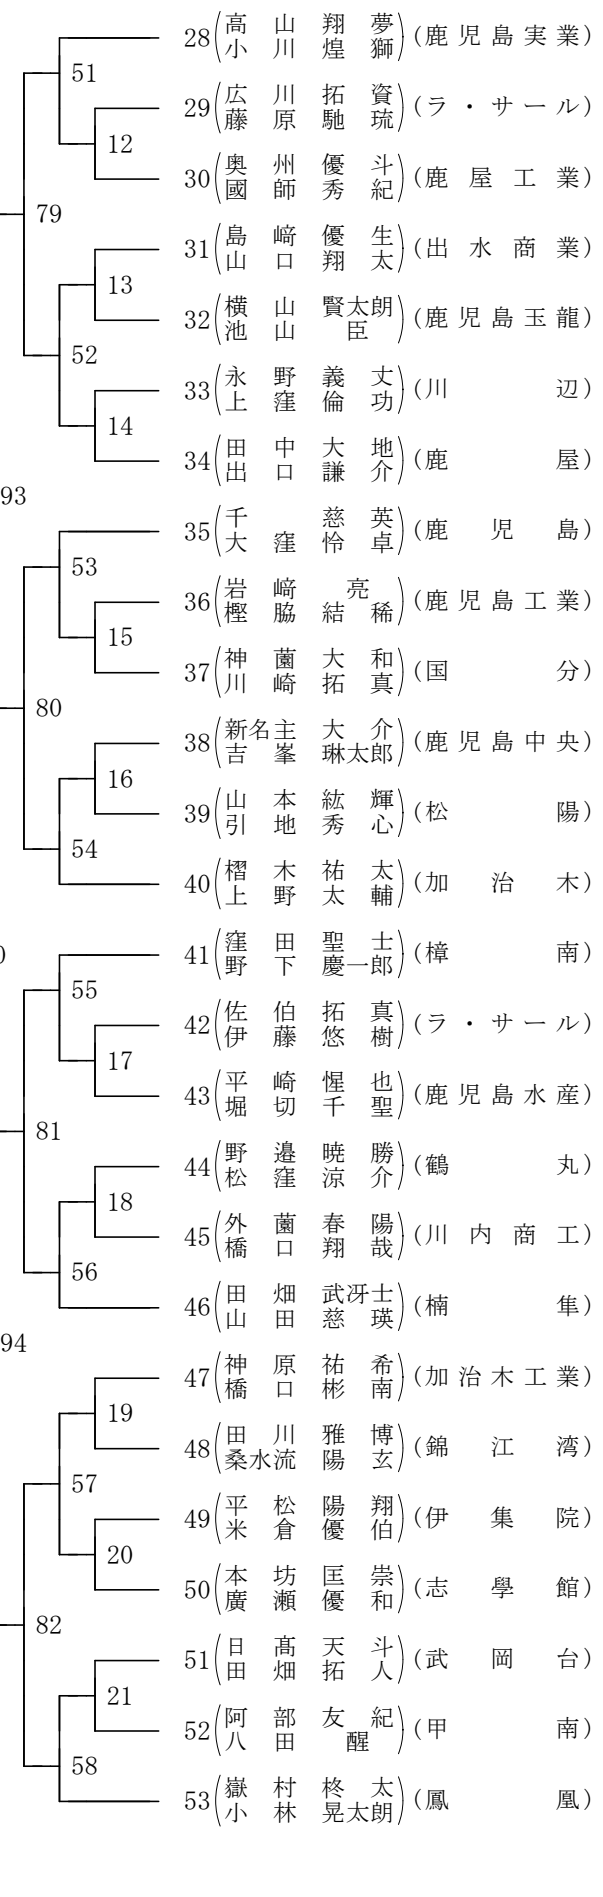 28(高山翔夢 小川煌獅)(鹿児島実業)
51
29(広川拓資 藤原馳琉)(ラ・サール)
12
30(奥州優斗 國師秀紀)(鹿屋工業)
79
31(島﨑優生 山口翔太)(出水商業)
13
32(横山賢太朗 池山臣)(鹿児島玉龍)
52
33(永野義丈 上窪倫功)(川辺)
14
34(田中大地 出口謙介)(鹿屋)
93
35(千慈英 大窪怜卓)(鹿児島)
53
36(岩﨑亮 樫脇結稀)(鹿児島工業)
15
37(神薗大和 川崎拓真)(国分)
80
38(新名主大介 吉峯琳太郎)(鹿児島中央)
16
39(山本紘輝 引地秀心)(松陽)
54
40(榴木祐太 上野太輔)(加治木)
41(窪田聖士 野下慶一郎)(樟南)
55
42(佐伯拓真 伊藤悠樹)(ラ・サール)
17
43(平崎惺也 堀切千聖)(鹿児島水産)
81
44(野邉暁勝 松窪涼介)(鶴丸)
18
45(外薗春陽 橋口翔哉)(川内商工)
56
46(田畑武冴士 山田慈瑛)(楠隼)
94
47(神原祐希 橋口彬南)(加治木工業)
19
48(田川雅博 桑水流陽玄)(錦江湾)
57
49(平松陽翔 米倉優伯)(伊集院)
20
50(本坊匡崇 廣瀬優和)(志學館)
82
51(日髙天斗 田畑拓人)(武岡台)
21
52(阿部友紀 八田醒)(甲南)
58
53(嶽村柊太 小林晃太朗)(鳳凰)